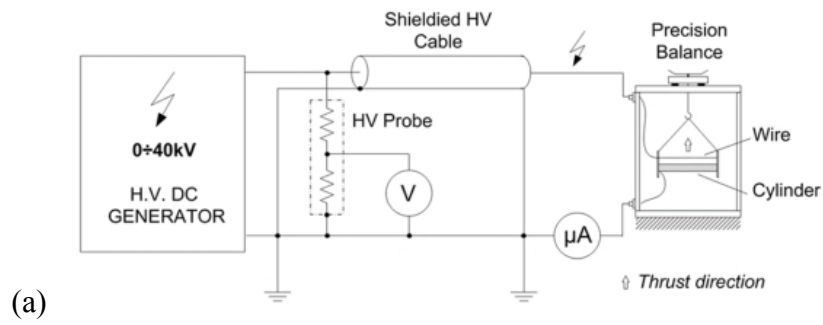 Shieldied HV
Cable
Precision
Balance
HV Probe
0÷40kV
H.V. DC
GENERATOR
V
Wire
Cylinder
µA
Thrust direction
(a)